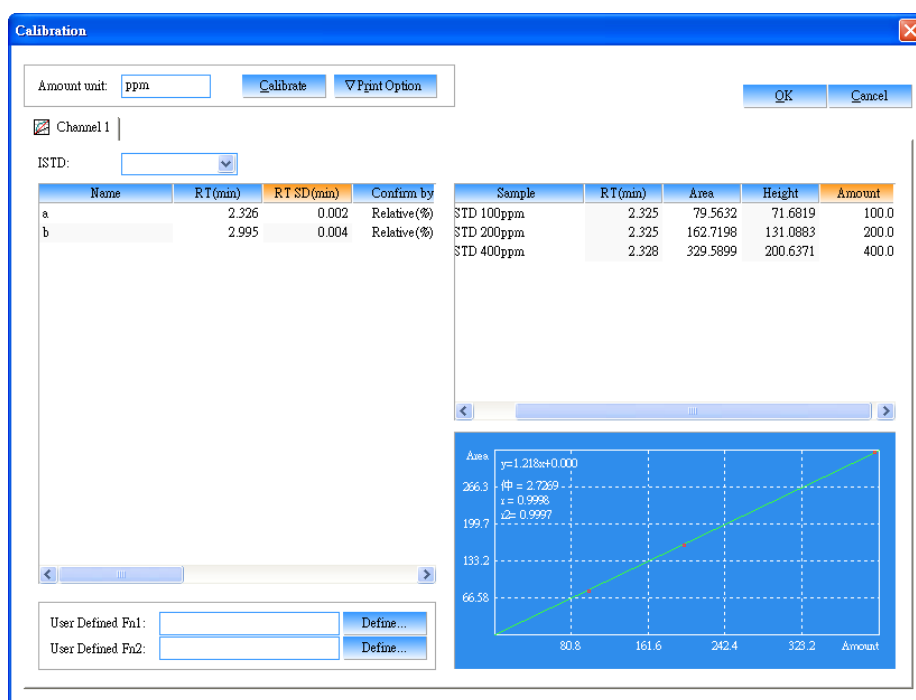 Calibration
Amount unit: ppm Calibrate ▽Print Option
OK Cancel
Channel 1
ISTD:
Name RT(min) RT SD(min) Confirm by
a 2.326 0.002 Relative(%)
b 2.995 0.004 Relative(%)
Sample RT(min) Area Height Amount
STD 100ppm 2.325 79.5632 71.6819 100.0
STD 200ppm 2.325 162.7198 131.0883 200.0
STD 400ppm 2.328 329.5899 200.6371 400.0
Area
y=1.218x+0.000
仲 = 2.7269
r = 0.9998
r2= 0.9997
266.3
199.7
133.2
66.58
80.8 161.6 242.4 323.2 Amount
User Defined Fn1: Define...
User Defined Fn2: Define...